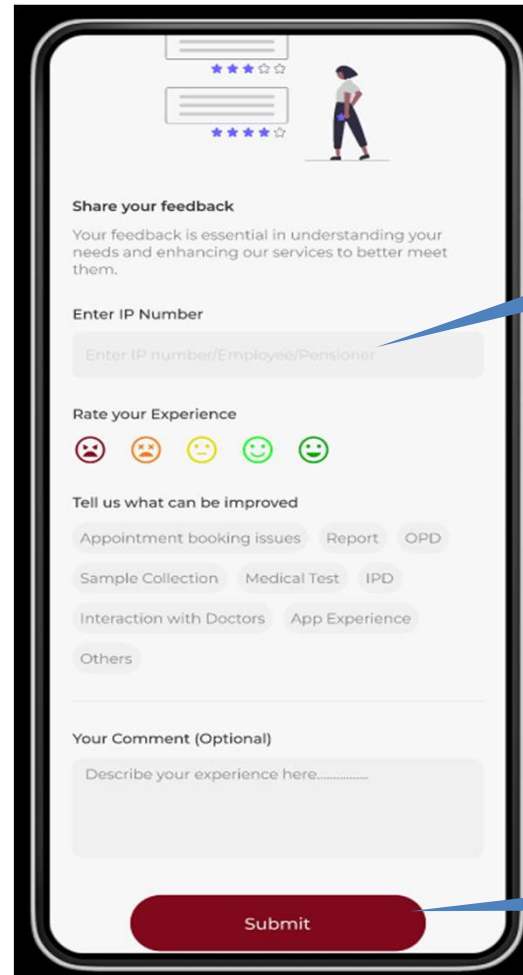 Share your feedback
Your feedback is essential in understanding your
needs and enhancing our services to better meet
them.
Enter IP Number
Enter IP number/Employee/Pensioner
Rate your Experience
Tell us what can be improved
Appointment booking issues Report OPD
Sample Collection Medical Test IPD
Interaction with Doctors App Experience
Others
Your Comment (Optional)
Describe your experience here...............
Submit